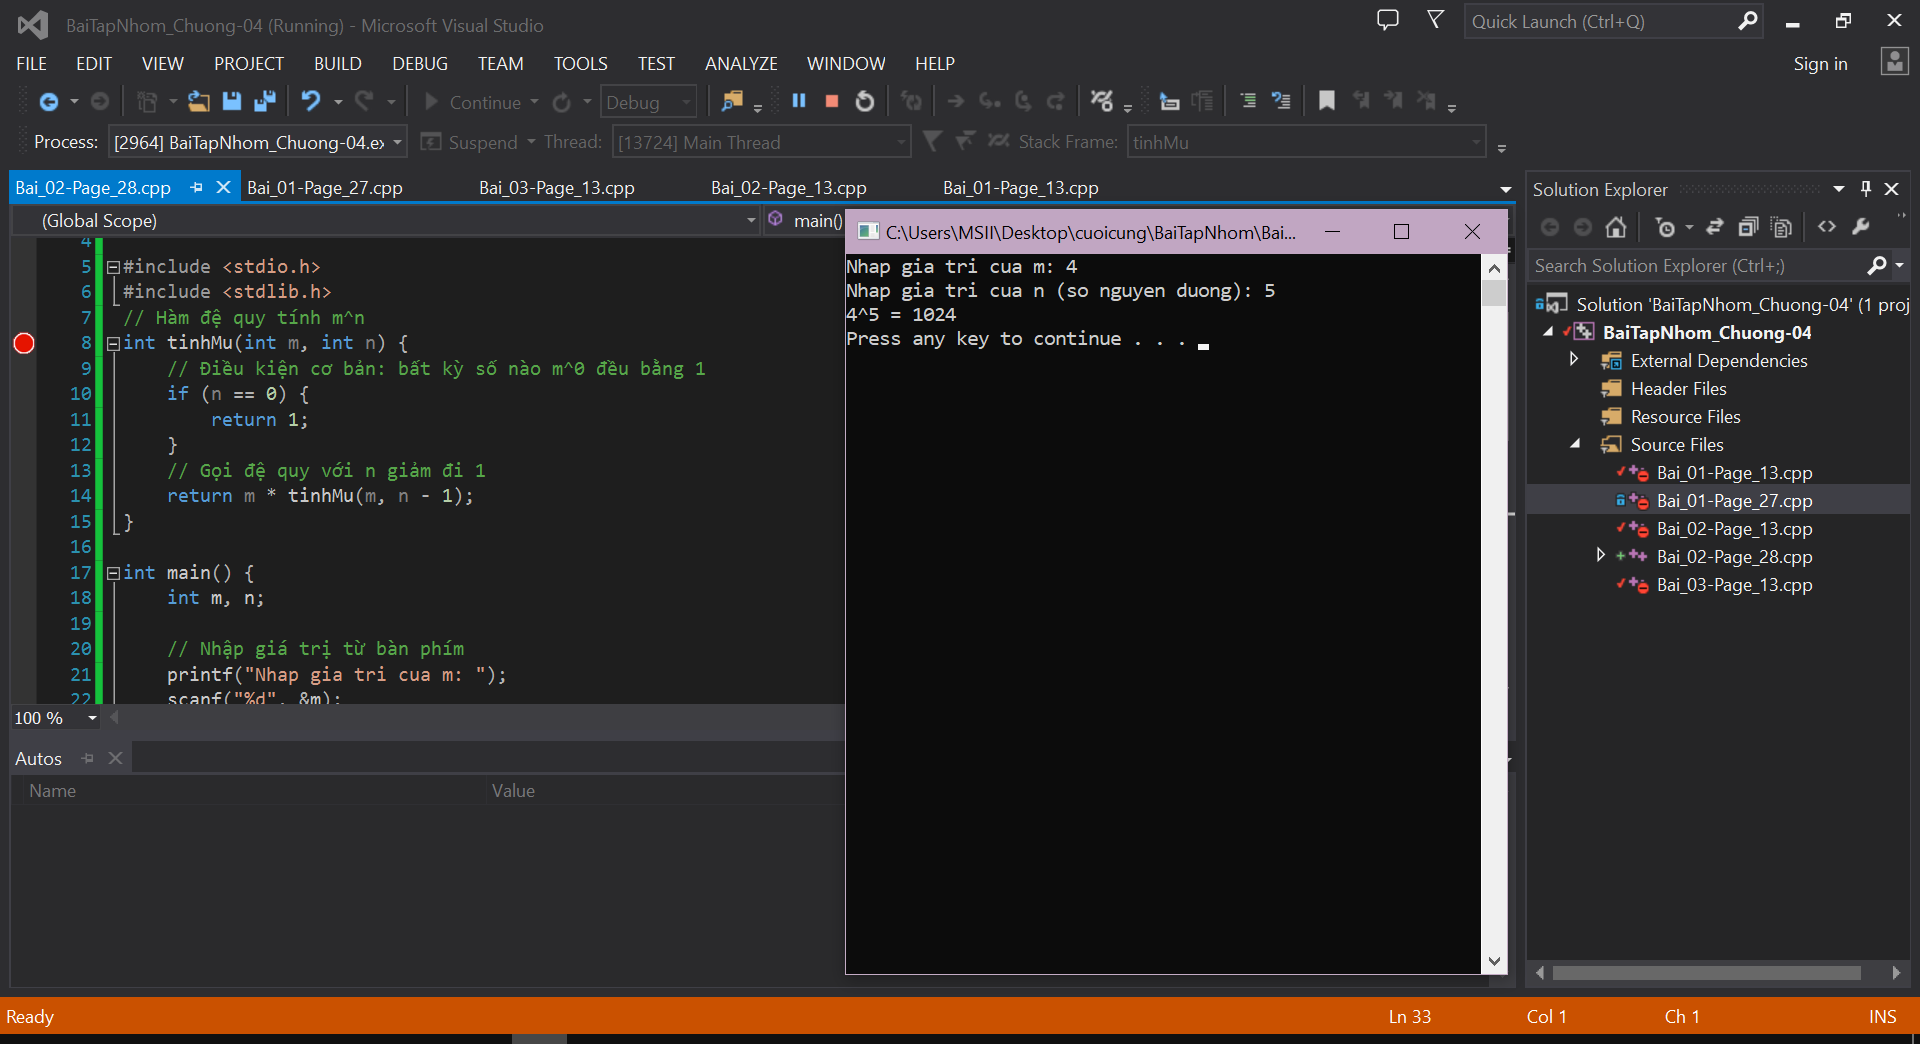 BaiTapNhom_Chuong-04 (Running) - Microsoft Visual Studio
Quick Launch (Ctrl+Q)
FILE EDIT VIEW PROJECT BUILD DEBUG TEAM TOOLS TEST ANALYZE WINDOW HELP
Sign in
Continue
Debug
Process: [2964] BaiTapNhom_Chuong-04.ex
Suspend
Thread: [13724] Main Thread
Stack Frame: tinhMu
Bai_02-Page_28.cpp
Bai_01-Page_27.cpp
Bai_03-Page_13.cpp
Bai_02-Page_13.cpp
Bai_01-Page_13.cpp
(Global Scope)
main()
4
5 #include <stdio.h>
6 #include <stdlib.h>
7 // Hàm đệ quy tính m^n
8 int tinhMu(int m, int n) {
9 // Điều kiện cơ bản: bất kỳ số nào m^0 đều bằng 1
10 if (n == 0) {
11 return 1;
12 }
13 // Gọi đệ quy với n giảm đi 1
14 return m * tinhMu(m, n - 1);
15 }
16
17 int main() {
18 int m, n;
19
20 // Nhập giá trị từ bàn phím
21 printf("Nhap gia tri cua m: ");
22 scanf("%d", &m);
100 %
Autos
Name Value
C:\Users\MSII\Desktop\cuoicung\BaiTapNhom\Bai...
Nhap gia tri cua m: 4
Nhap gia tri cua n (so nguyen duong): 5
4^5 = 1024
Press any key to continue . . .
Solution Explorer
Search Solution Explorer (Ctrl+;)
Solution 'BaiTapNhom_Chuong-04' (1 proj
BaiTapNhom_Chuong-04
External Dependencies
Header Files
Resource Files
Source Files
Bai_01-Page_13.cpp
Bai_01-Page_27.cpp
Bai_02-Page_13.cpp
Bai_02-Page_28.cpp
Bai_03-Page_13.cpp
Ready
Ln 33 Col 1 Ch 1 INS